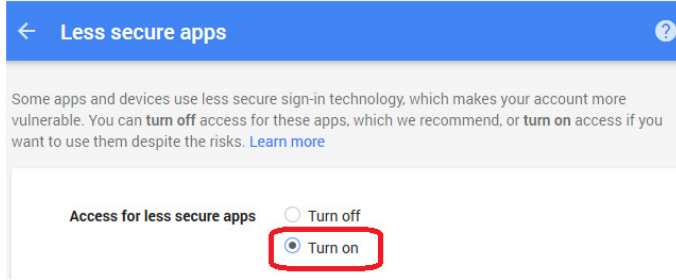 Less secure apps
Some apps and devices use less secure sign-in technology, which makes your account more
vulnerable. You can turn off access for these apps, which we recommend, or turn on access if you
want to use them despite the risks. Learn more
Access for less secure apps Turn off
Turn on